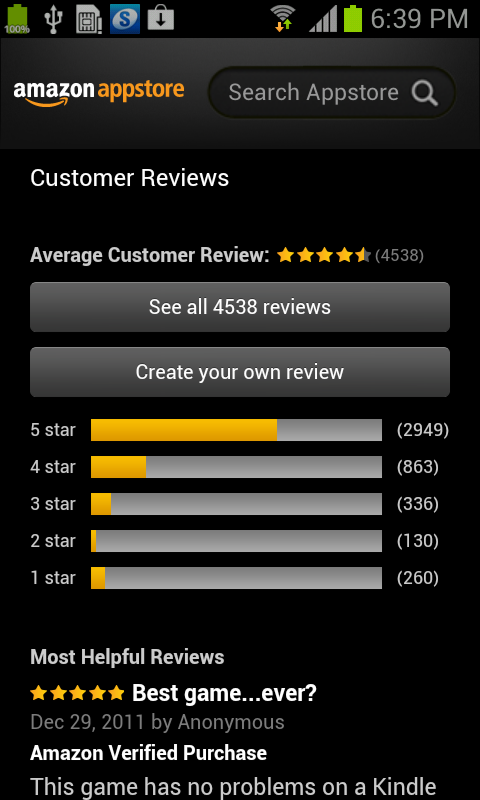 100%
6:39 PM
amazon appstore
Search Appstore
Customer Reviews
Average Customer Review: (4538)
See all 4538 reviews
Create your own review
5 star (2949)
4 star (863)
3 star (336)
2 star (130)
1 star (260)
Most Helpful Reviews
Best game...ever?
Dec 29, 2011 by Anonymous
Amazon Verified Purchase
This game has no problems on a Kindle